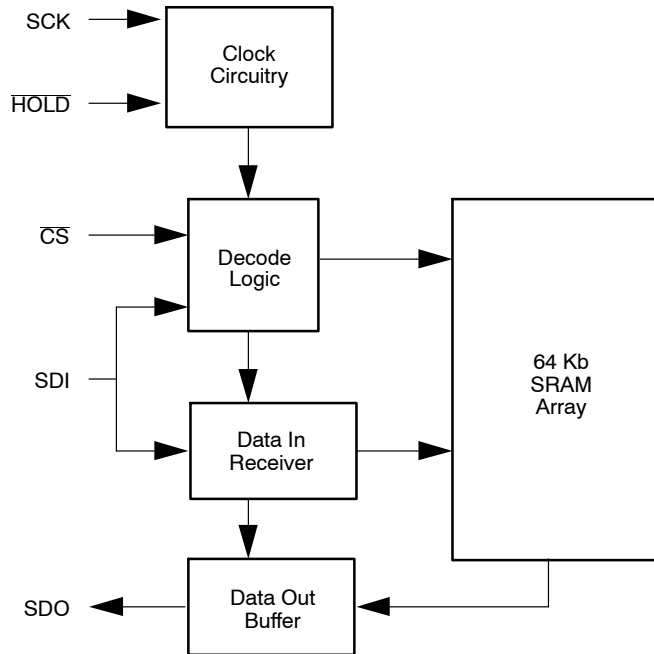 SCK
Clock
Circuitry
HOLD
CS
Decode
Logic
SDI
64 Kb
SRAM
Array
Data In
Receiver
SDO
Data Out
Buffer